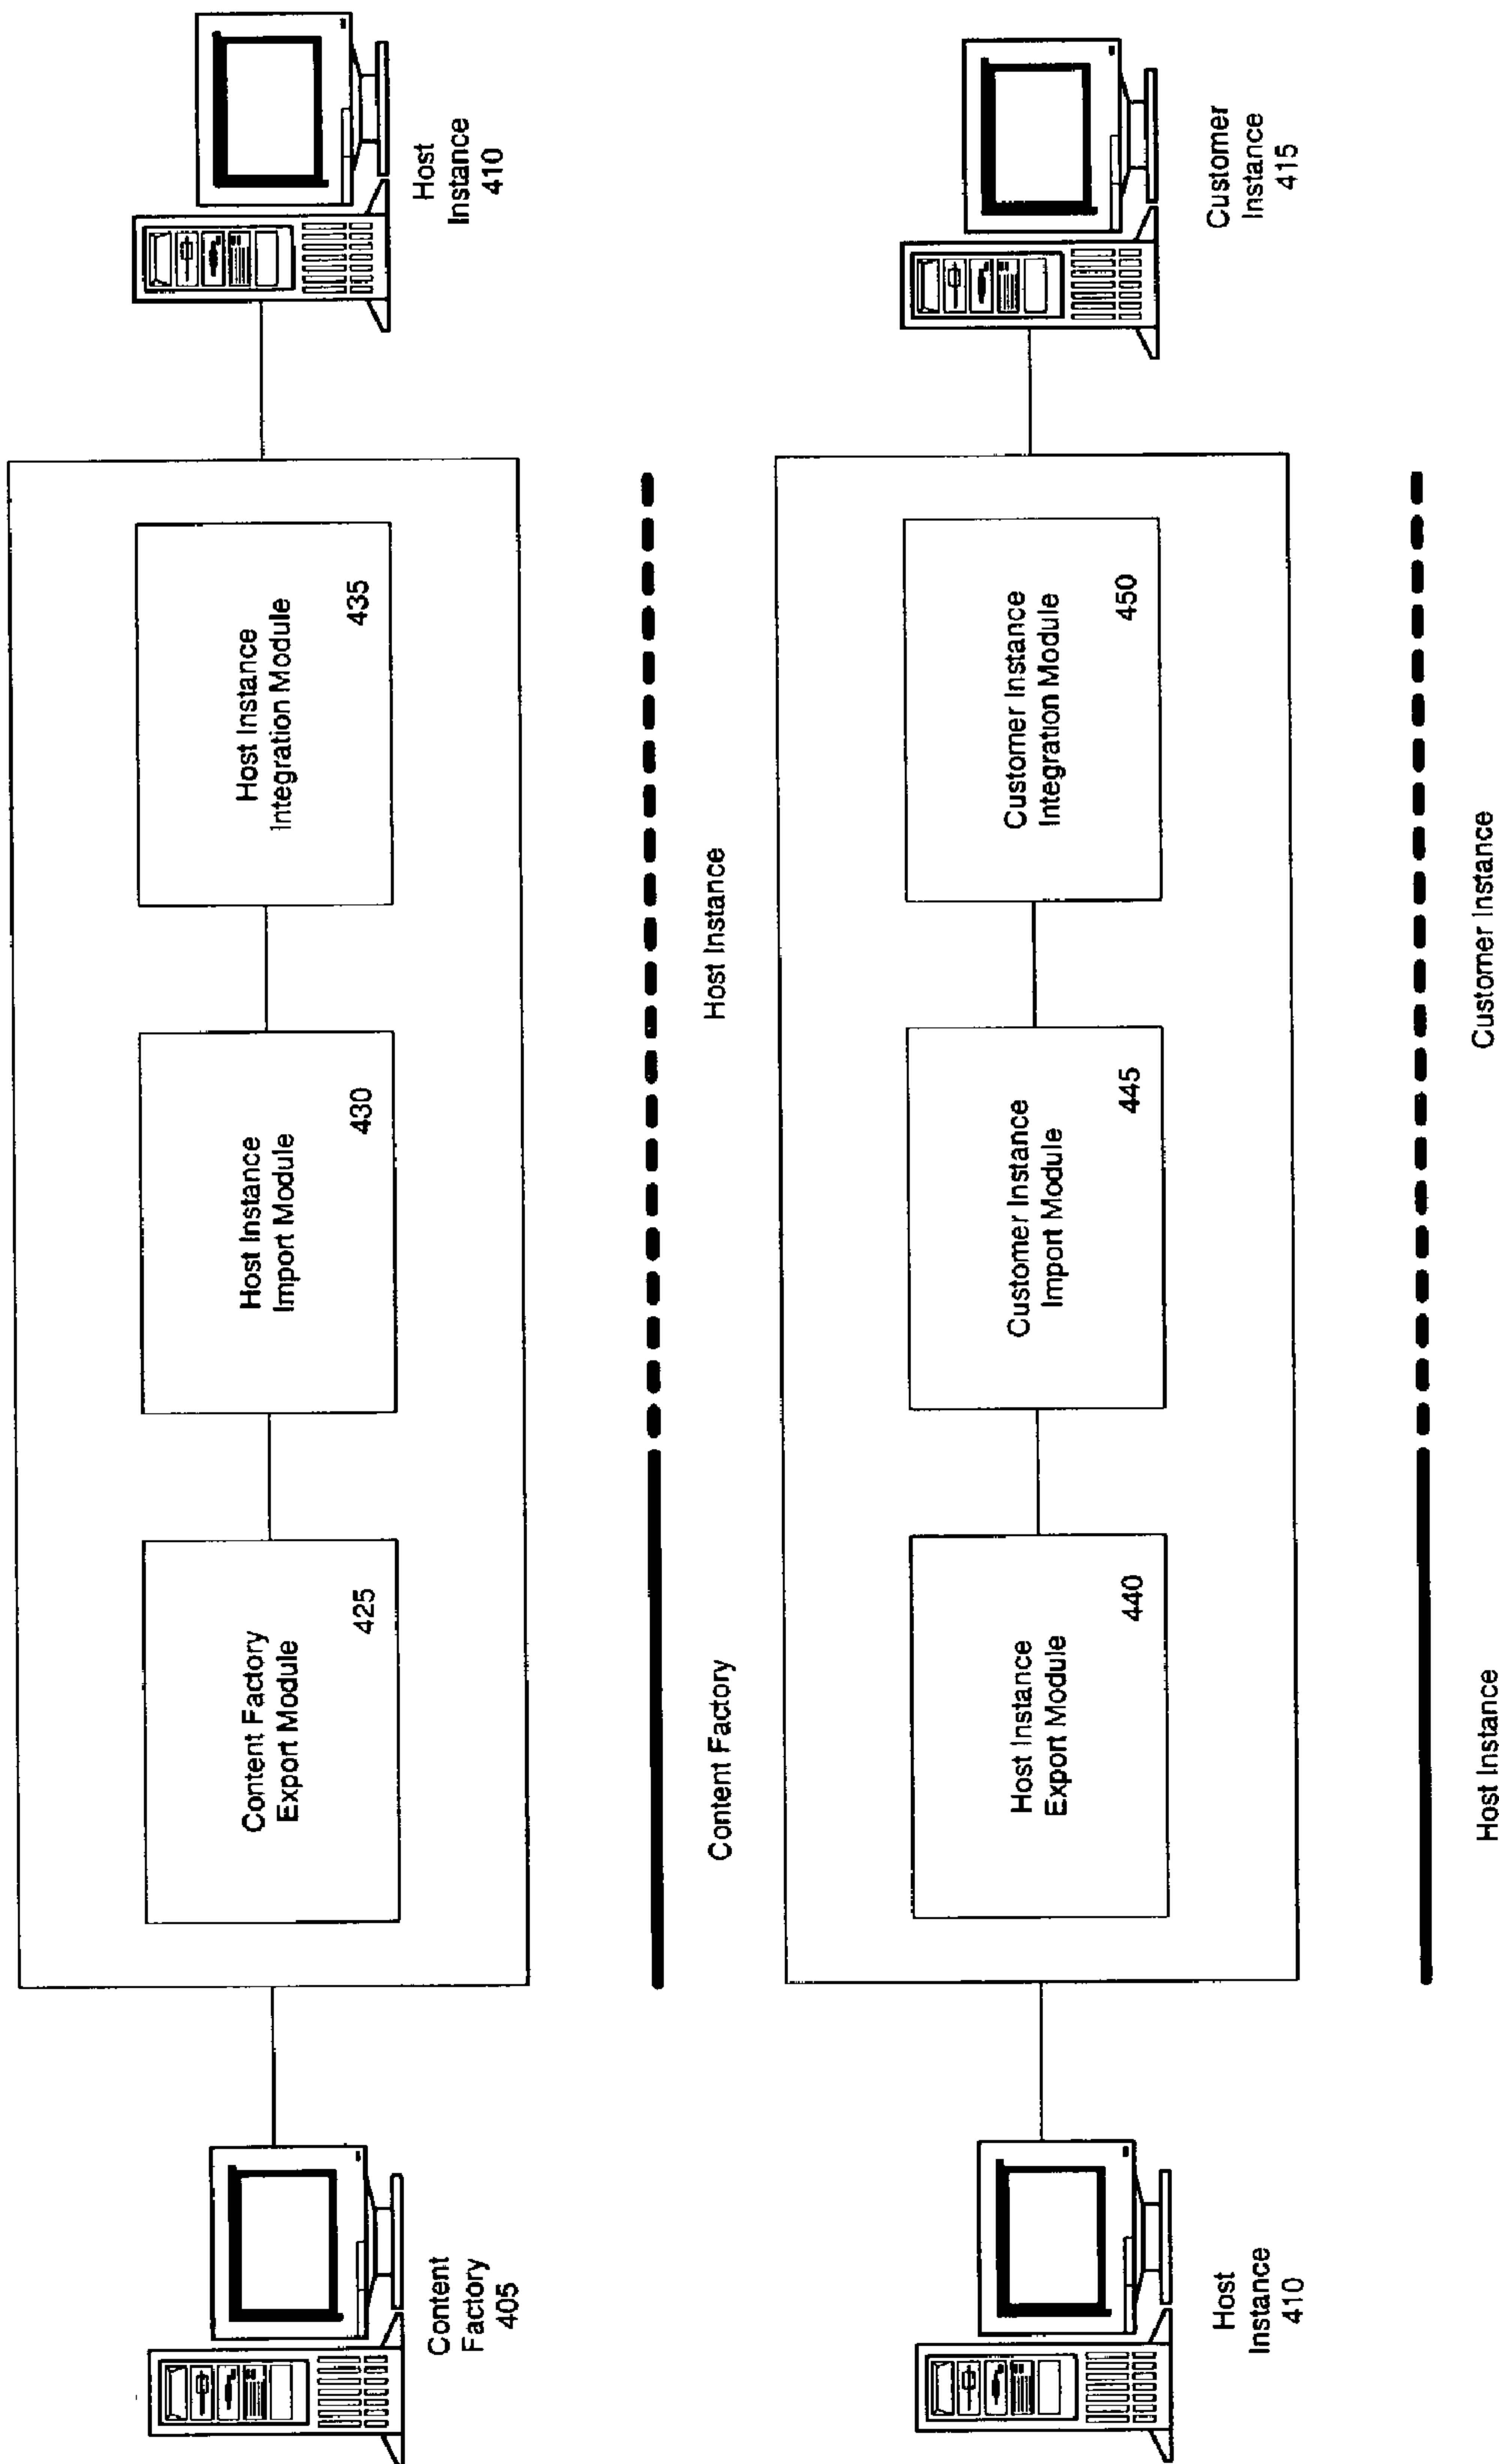 Content
Factory
405
Content Factory
Export Module
425
Host Instance
Import Module
430
Host Instance
Integration Module
435
Host
Instance
410
Content Factory
Host Instance
Host
Instance
410
Host Instance
Export Module
440
Customer Instance
Import Module
445
Customer Instance
Integration Module
450
Customer
Instance
415
Host Instance
Customer Instance